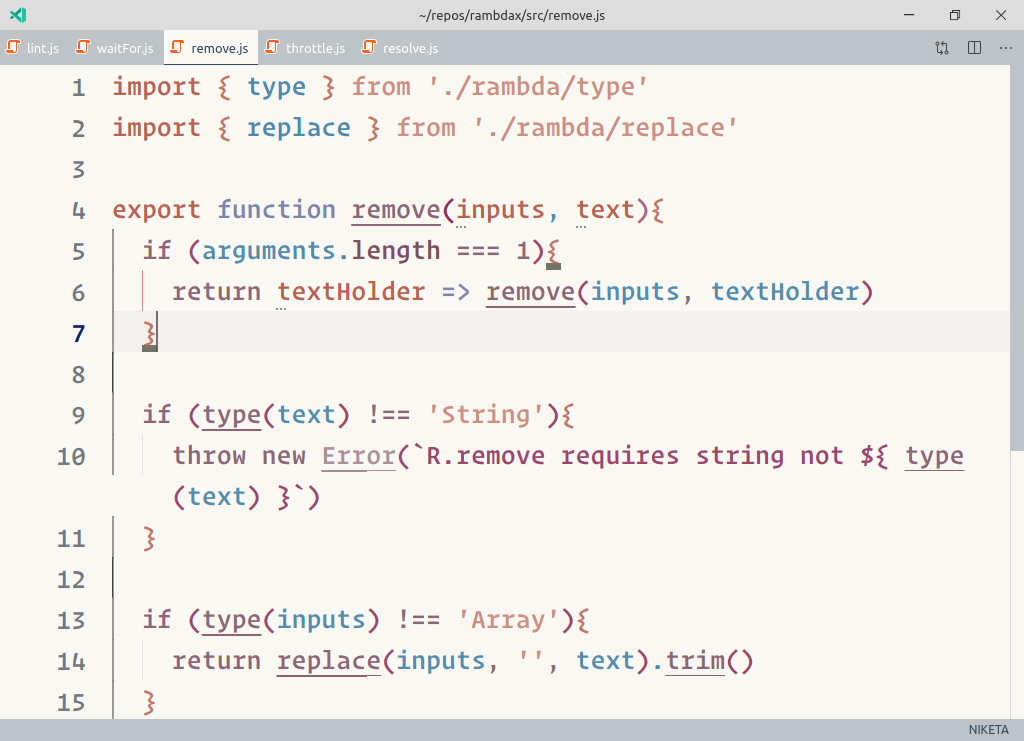 ~/repos/rambdax/src/remove.js
lint.js waitFor.js remove.js throttle.js resolve.js
1 import { type } from './rambda/type'
2 import { replace } from './rambda/replace'
3
4 export function remove(inputs, text){
5 if (arguments.length === 1){
6 return textHolder => remove(inputs, textHolder)
7 }
8
9 if (type(text) !== 'String'){
10 throw new Error(`R.remove requires string not ${ type
(text) }`)
11 }
12
13 if (type(inputs) !== 'Array'){
14 return replace(inputs, '', text).trim()
15 }
NIKETA